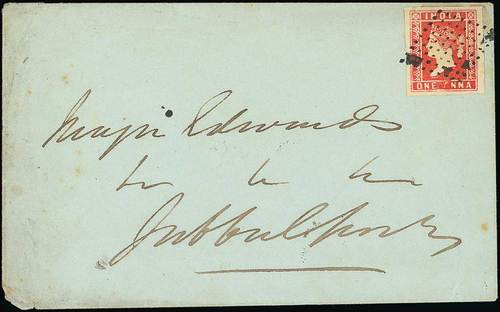 INDIA
ONE ANNA
Major Edwards
Jubbulpore